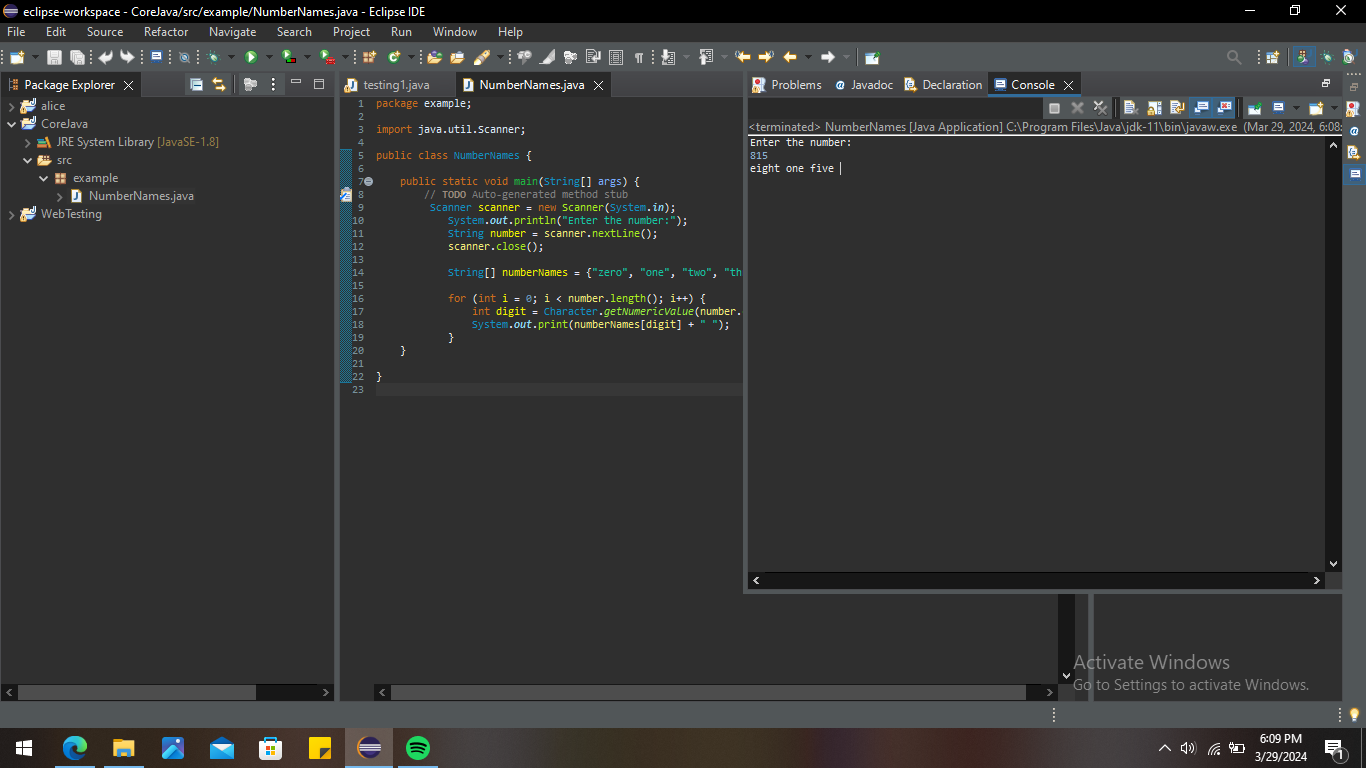 eclipse-workspace - CoreJava/src/example/NumberNames.java - Eclipse IDE
File Edit Source Refactor Navigate Search Project Run Window Help
Package Explorer
alice
CoreJava
JRE System Library [JavaSE-1.8]
src
example
NumberNames.java
WebTesting
testing1.java NumberNames.java
1 package example;
2
3 import java.util.Scanner;
4
5 public class NumberNames {
6
7 public static void main(String[] args) {
8 // TODO Auto-generated method stub
9 Scanner scanner = new Scanner(System.in);
10 System.out.println("Enter the number:");
11 String number = scanner.nextLine();
12 scanner.close();
13
14 String[] numberNames = {"zero", "one", "two", "th
15
16 for (int i = 0; i < number.length(); i++) {
17 int digit = Character.getNumericValue(number.
18 System.out.print(numberNames[digit] + " ");
19 }
20 }
21
22 }
23
Problems @ Javadoc Declaration Console
<terminated> NumberNames [Java Application] C:\Program Files\Java\jdk-11\bin\javaw.exe (Mar 29, 2024, 6:08:
Enter the number:
815
eight one five
Activate Windows
Go to Settings to activate Windows.
6:09 PM
3/29/2024
1